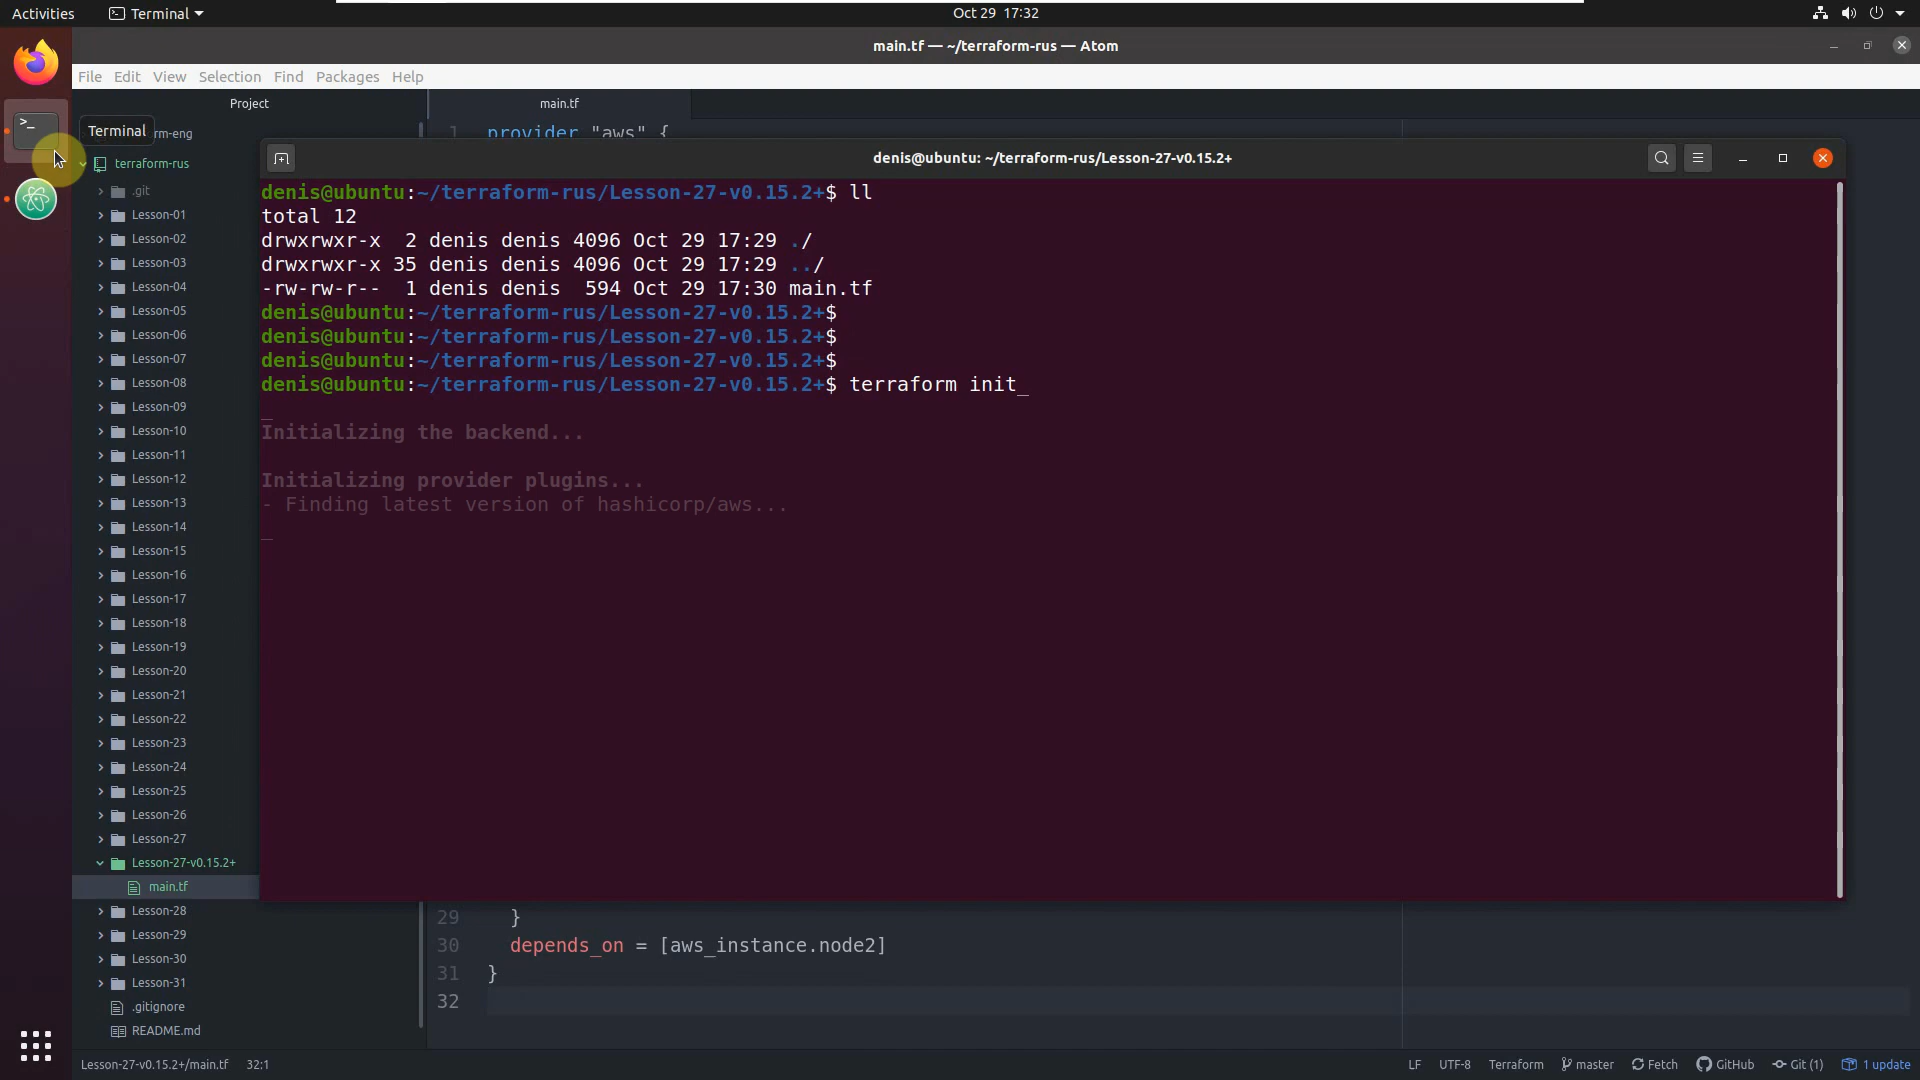 Activities
Terminal
Oct 29 17:32
main.tf — ~/terraform-rus — Atom
File Edit View Selection Find Packages Help
Project
main.tf
Terminal
rm-eng
1 provider "aws" {
terraform-rus
denis@ubuntu: ~/terraform-rus/Lesson-27-v0.15.2+
.git
Lesson-01
Lesson-02
Lesson-03
Lesson-04
Lesson-05
Lesson-06
Lesson-07
Lesson-08
Lesson-09
Lesson-10
Lesson-11
Lesson-12
Lesson-13
Lesson-14
Lesson-15
Lesson-16
Lesson-17
Lesson-18
Lesson-19
Lesson-20
Lesson-21
Lesson-22
Lesson-23
Lesson-24
Lesson-25
Lesson-26
Lesson-27
Lesson-27-v0.15.2+
main.tf
Lesson-28
Lesson-29
Lesson-30
Lesson-31
.gitignore
README.md
denis@ubuntu:~/terraform-rus/Lesson-27-v0.15.2+$ ll
total 12
drwxrwxr-x  2 denis denis 4096 Oct 29 17:29 ./
drwxrwxr-x 35 denis denis 4096 Oct 29 17:29 ../
-rw-rw-r--  1 denis denis  594 Oct 29 17:30 main.tf
denis@ubuntu:~/terraform-rus/Lesson-27-v0.15.2+$
denis@ubuntu:~/terraform-rus/Lesson-27-v0.15.2+$
denis@ubuntu:~/terraform-rus/Lesson-27-v0.15.2+$
denis@ubuntu:~/terraform-rus/Lesson-27-v0.15.2+$ terraform init_
Initializing the backend...
Initializing provider plugins...
- Finding latest version of hashicorp/aws...
29 }
30 depends_on = [aws_instance.node2]
31 }
32
Lesson-27-v0.15.2+/main.tf 32:1
LF UTF-8 Terraform master Fetch GitHub Git (1) 1 update